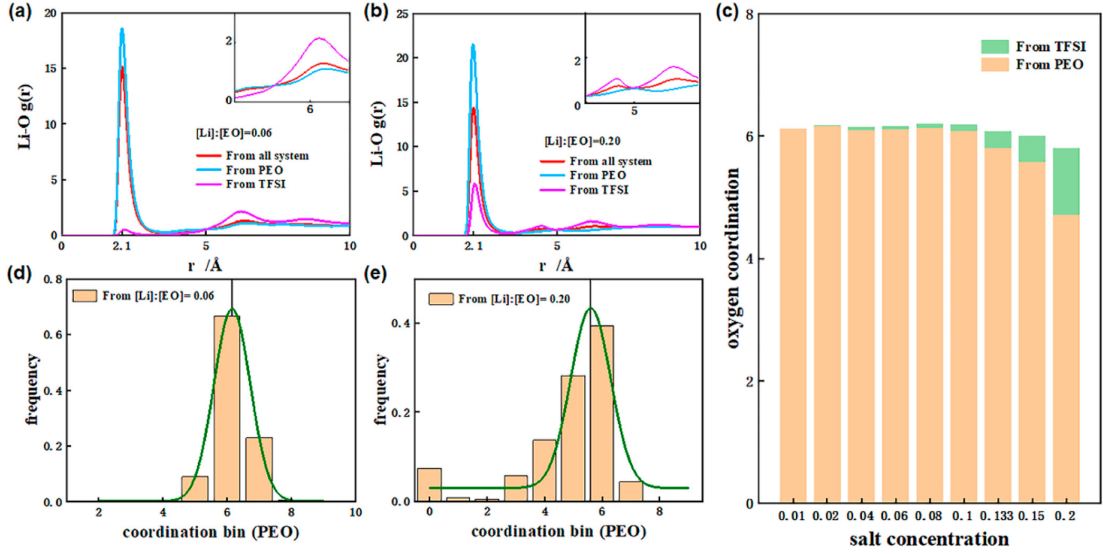 (a)
20
15
10
5
0
Li-O g(r)
2
1
0
6
[Li]:[EO]=0.06
From all system
From PEO
From TFSI
0
2.1
5
10
r /Å
(b)
25
20
15
10
5
0
Li-O g(r)
2
1
0
5
[Li]:[EO]=0.20
From all system
From PEO
From TFSI
0
2.1
5
10
r /Å
(c)
8
6
4
2
0
oxygen coordination
From TFSI
From PEO
0.01 0.02 0.04 0.06 0.08 0.1 0.133 0.15 0.2
salt concentration
(d)
0.8
0.6
0.4
0.2
0.0
frequency
From [Li]:[EO]= 0.06
0 2 4 6 8 10
coordination bin (PEO)
(e)
0.4
0.2
0.0
frequency
From [Li]:[EO]= 0.20
0 2 4 6 8
coordination bin (PEO)